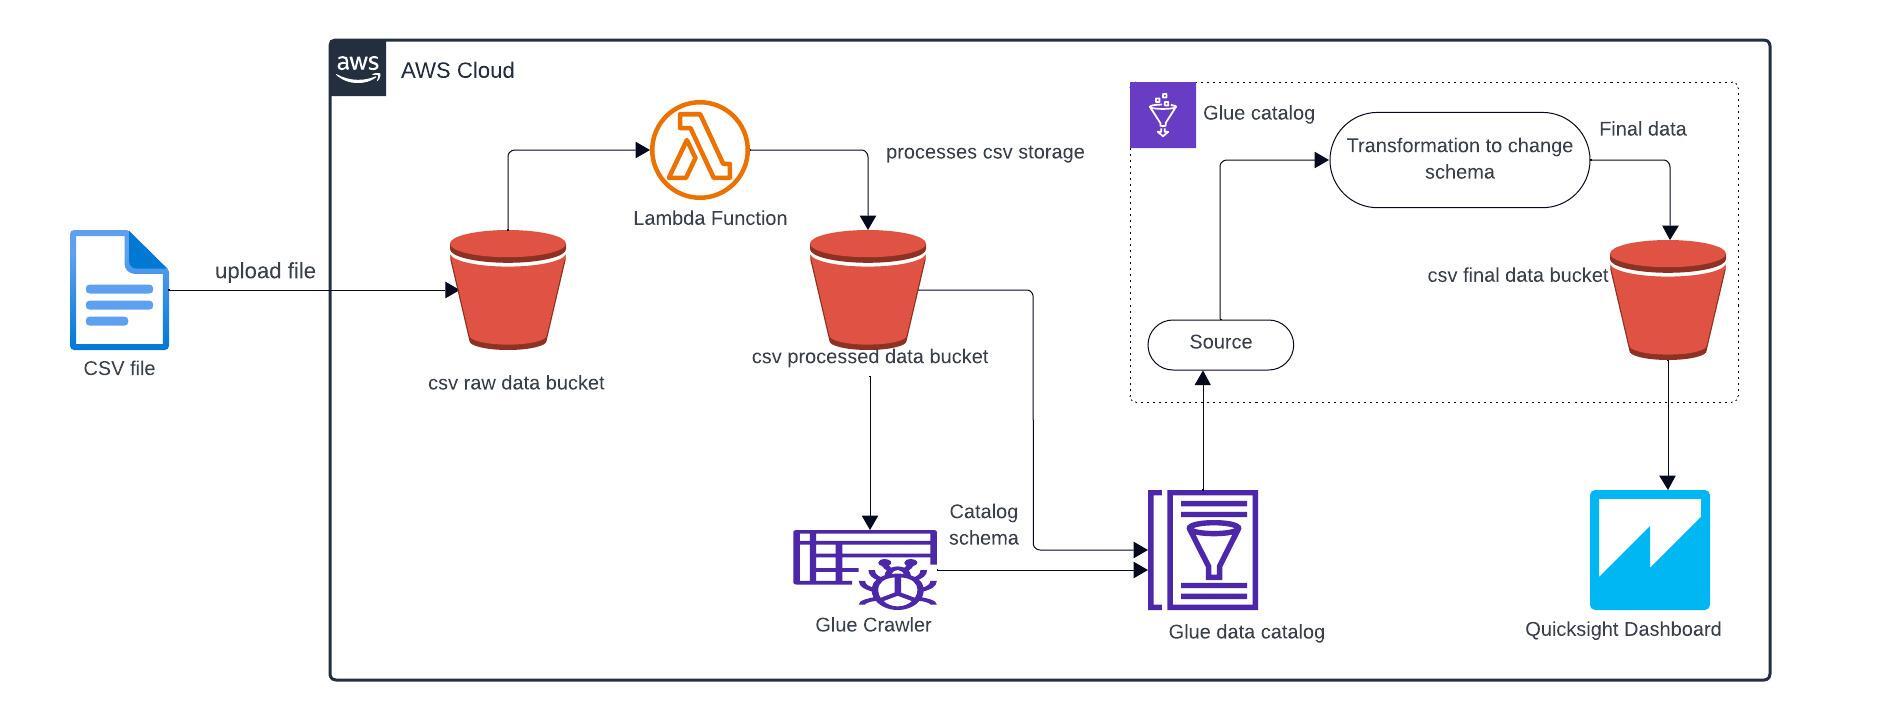 aws
AWS Cloud
Glue catalog
Transformation to change
schema
Final data
processes csv storage
Lambda Function
upload file
csv final data bucket
Source
csv processed data bucket
CSV file
csv raw data bucket
Catalog
schema
Glue Crawler
Glue data catalog
Quicksight Dashboard